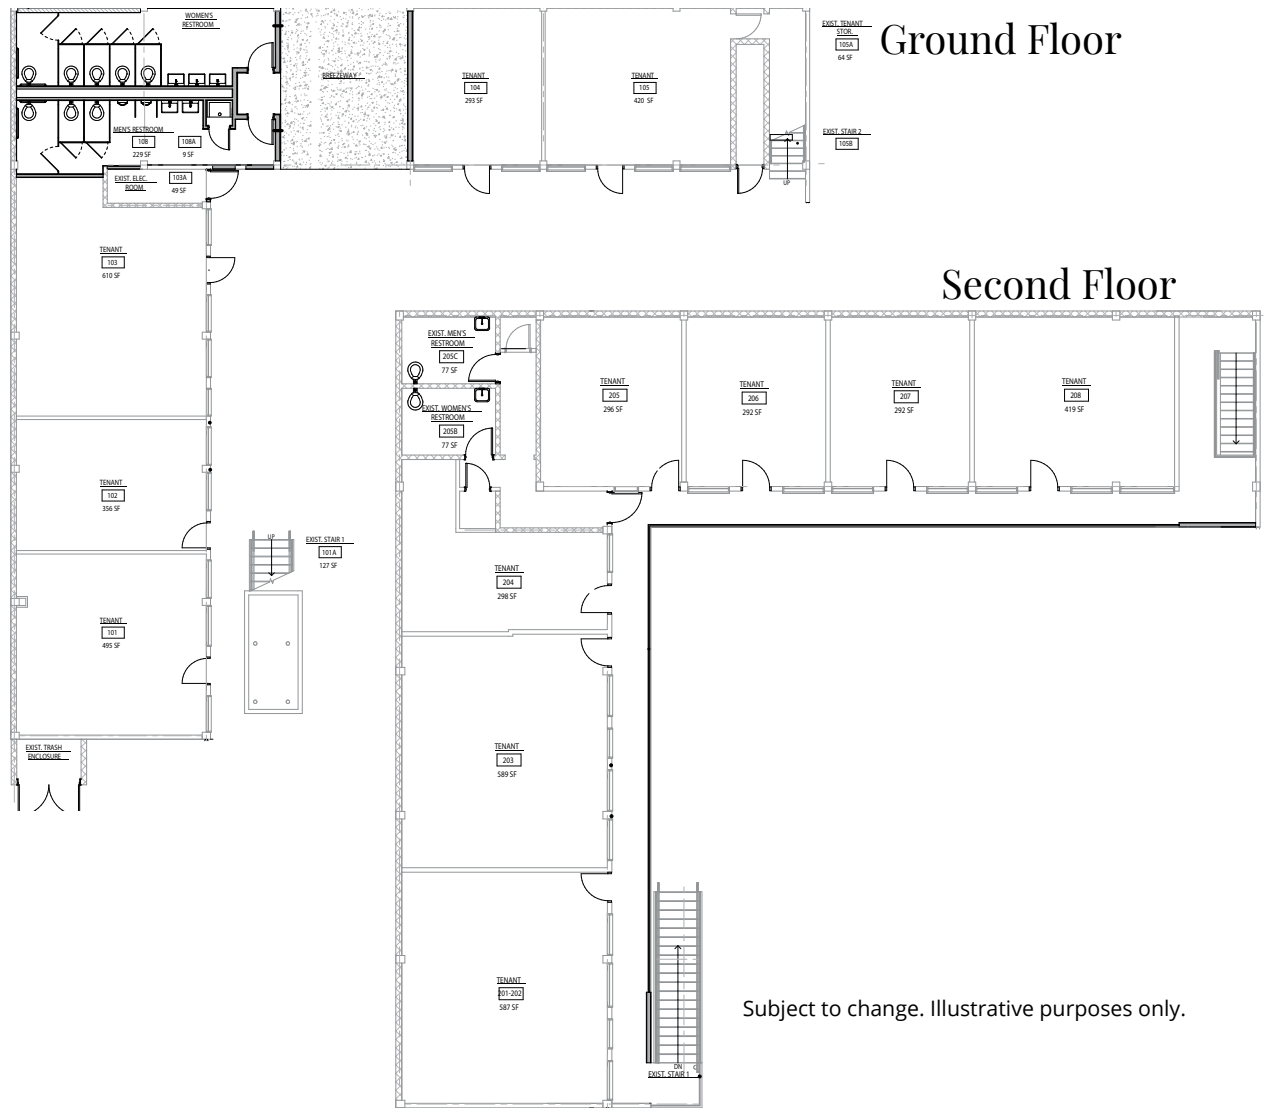 Ground Floor
WOMEN'S
RESTROOM
BREEZEWAY
TENANT
104
293 SF
TENANT
105
420 SF
EXIST. TENANT
STOR.
105A
64 SF
EXIST. STAIR 2
105B
UP
MEN'S RESTROOM
108
229 SF
108A
9 SF
EXIST. ELEC.
ROOM
103A
49 SF
TENANT
103
610 SF
TENANT
102
356 SF
UP
EXIST. STAIR 1
101A
127 SF
TENANT
101
495 SF
EXIST. TRASH
ENCLOSURE
Second Floor
EXIST. MEN'S
RESTROOM
205C
77 SF
EXIST. WOMEN'S
RESTROOM
205B
77 SF
TENANT
205
296 SF
TENANT
206
292 SF
TENANT
207
292 SF
TENANT
208
419 SF
TENANT
204
298 SF
TENANT
203
589 SF
TENANT
201-202
587 SF
DN
EXIST. STAIR 1
Subject to change. Illustrative purposes only.